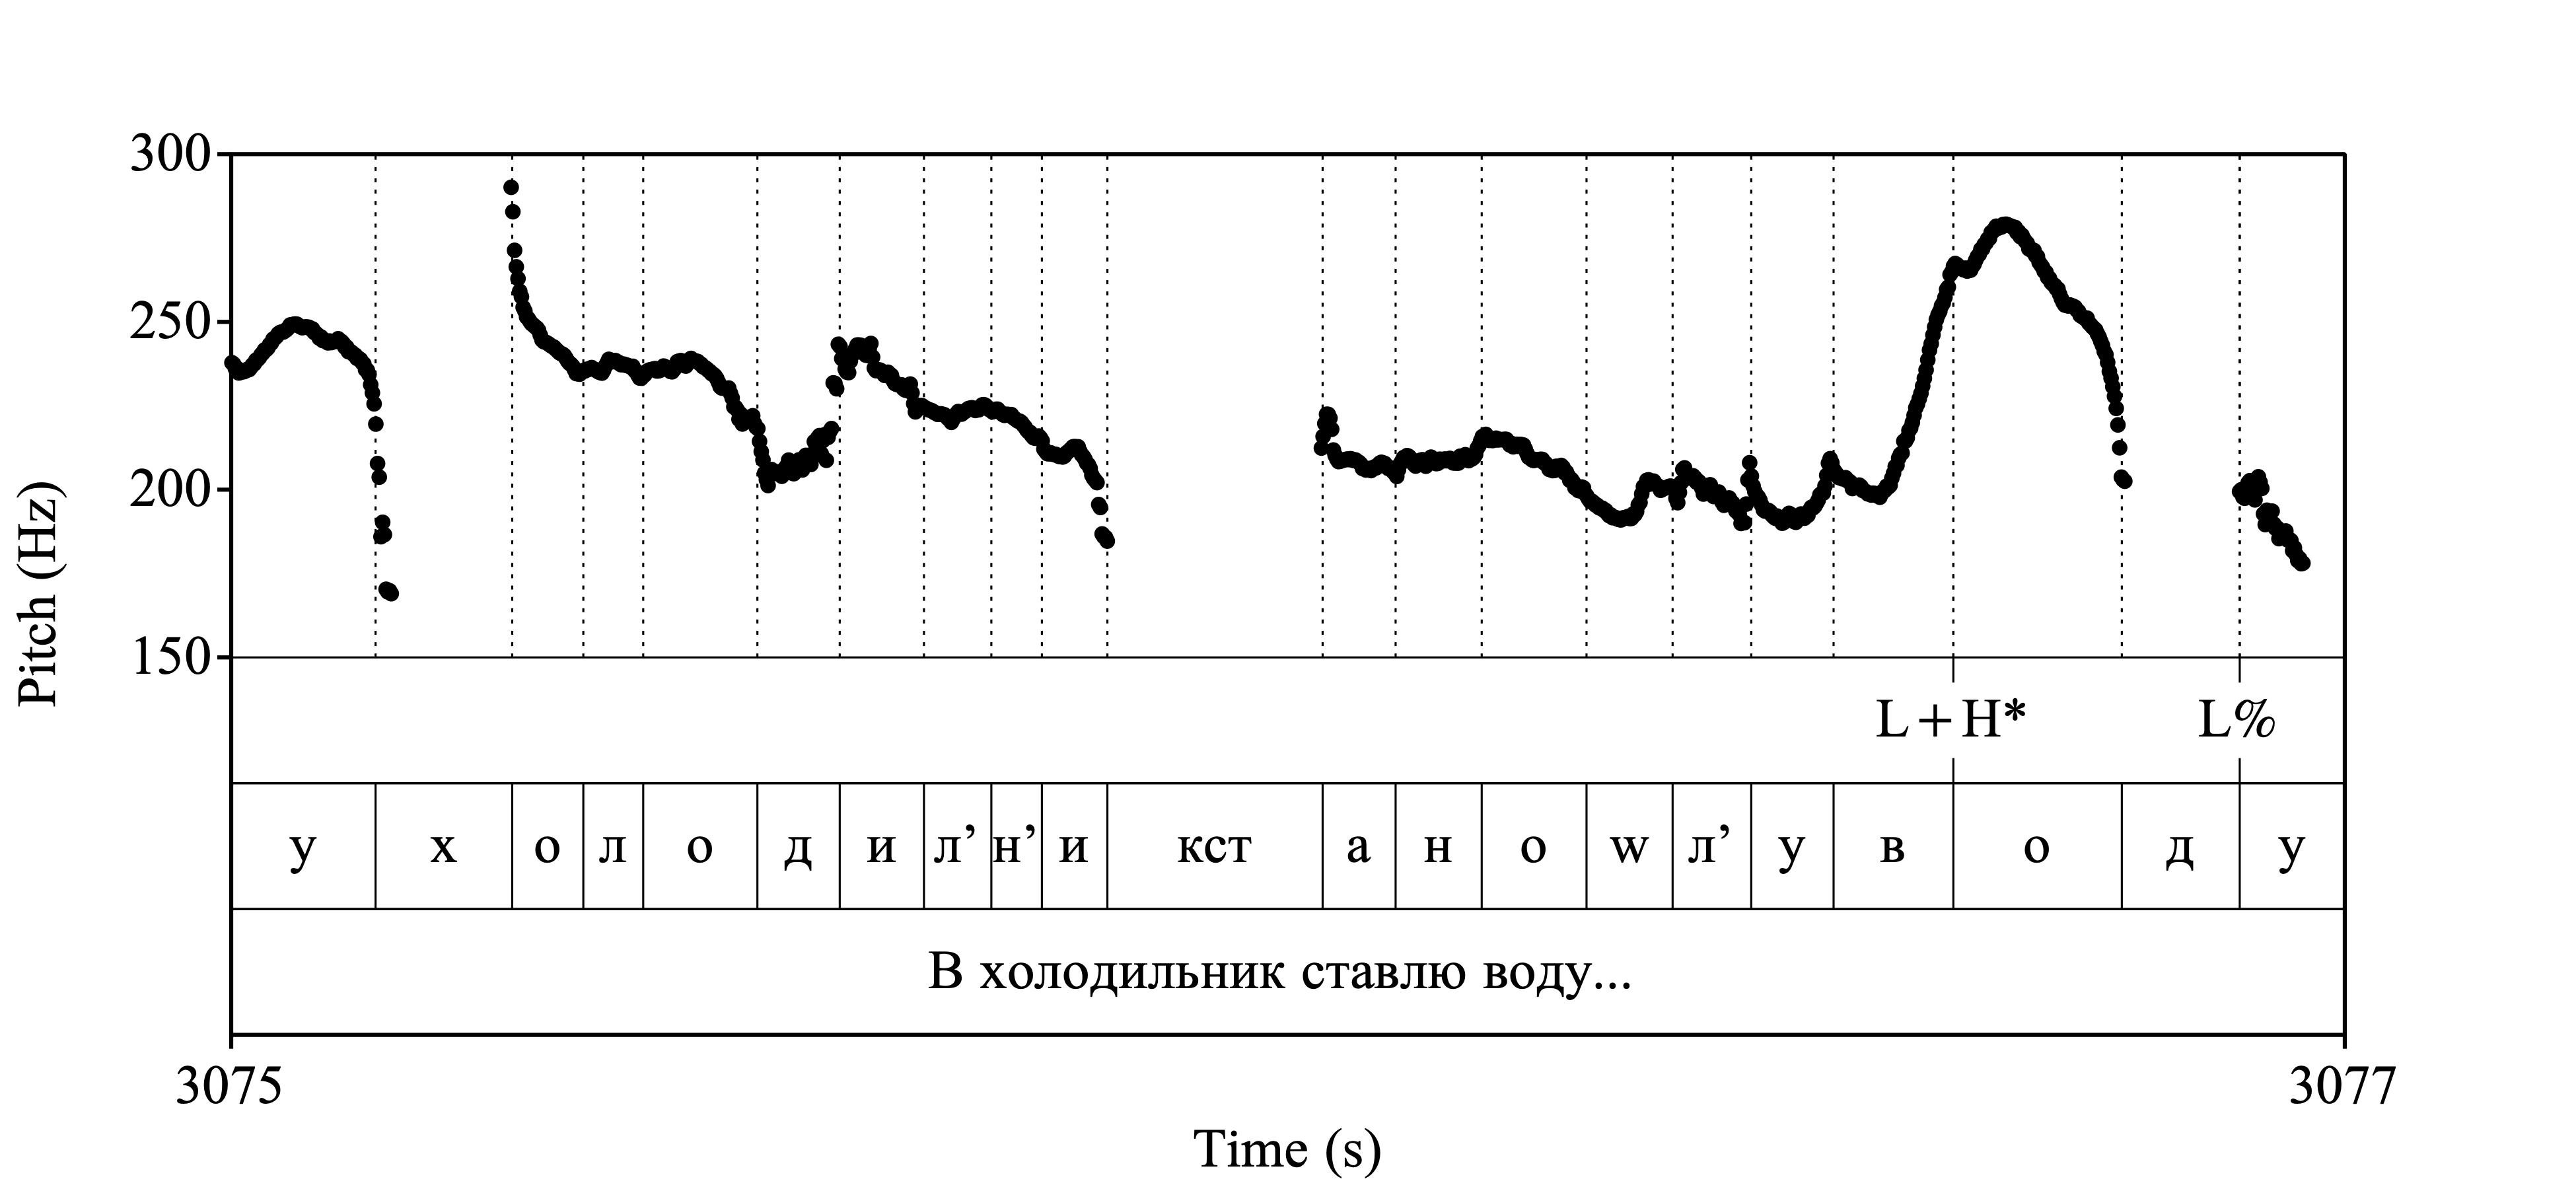 300
250
200
150
Pitch (Hz)
L+H* L%
у х о л о д и л’ н’ и кст а н о w л’ у в о д у
В холодильник ставлю воду...
3075 3077
Time (s)